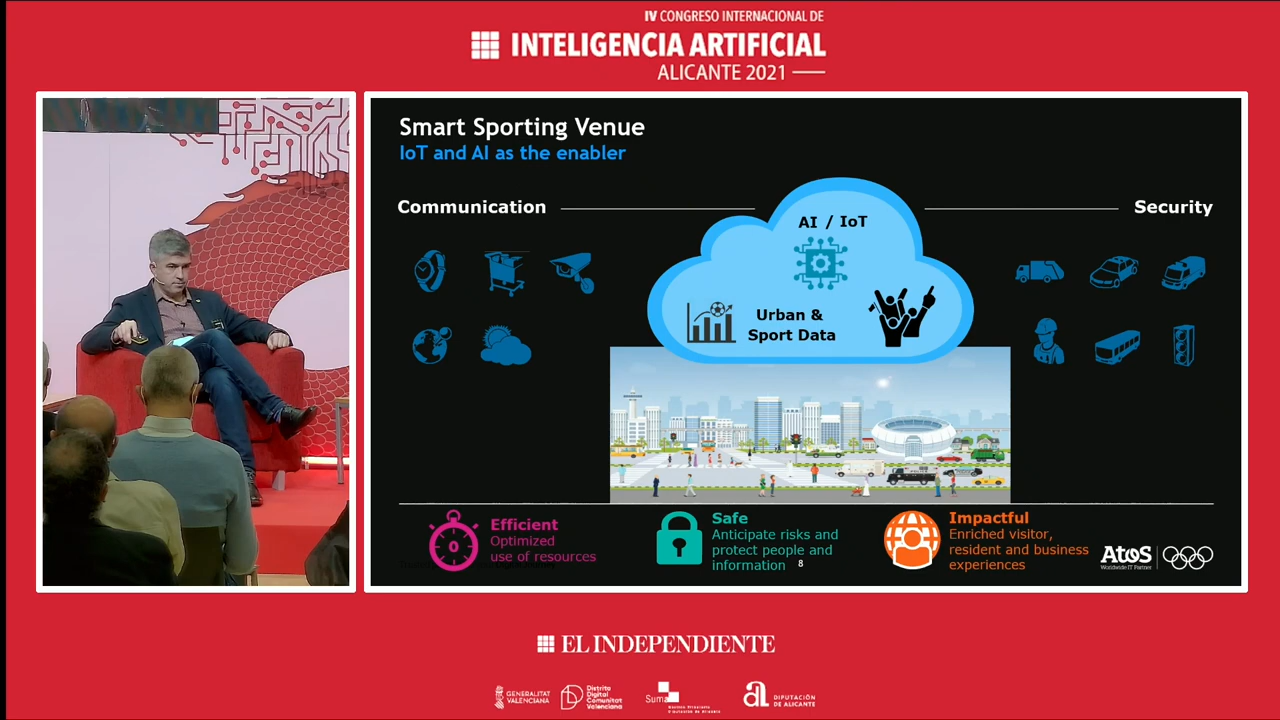 IV CONGRESO INTERNACIONAL DE
INTELIGENCIA ARTIFICIAL
ALICANTE 2021
Smart Sporting Venue
IoT and AI as the enabler
Communication
Security
AI / IoT
Urban &
Sport Data
0
Efficient
Optimized
use of resources
Safe
Anticipate risks and
protect people and
information
8
Impactful
Enriched visitor,
resident and business
experiences
Atos
Worldwide IT Partner
EL INDEPENDIENTE
GENERALITAT
VALENCIANA
Distrito
Digital
Comunitat
Valenciana
Suma
DIPUTACIÓN
DE ALICANTE